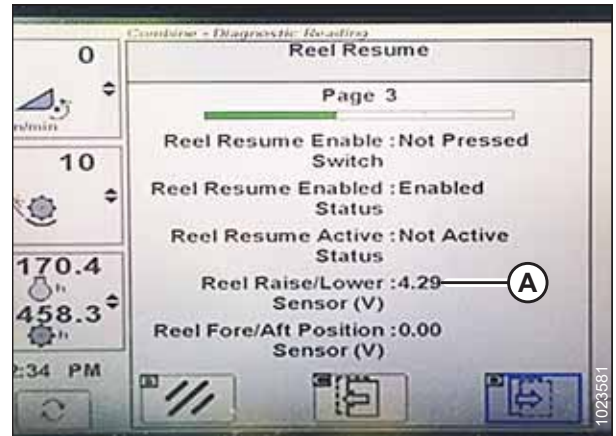 Combine - Diagnostic Reading
Reel Resume
Page 3
Reel Resume Enable : Not Pressed
Switch
Reel Resume Enabled : Enabled
Status
Reel Resume Active : Not Active
Status
Reel Raise/Lower : 4.29
Sensor (V)
Reel Fore/Aft Position : 0.00
Sensor (V)
0
10
170.4
h
458.3
h
2:34 PM
A
1023581